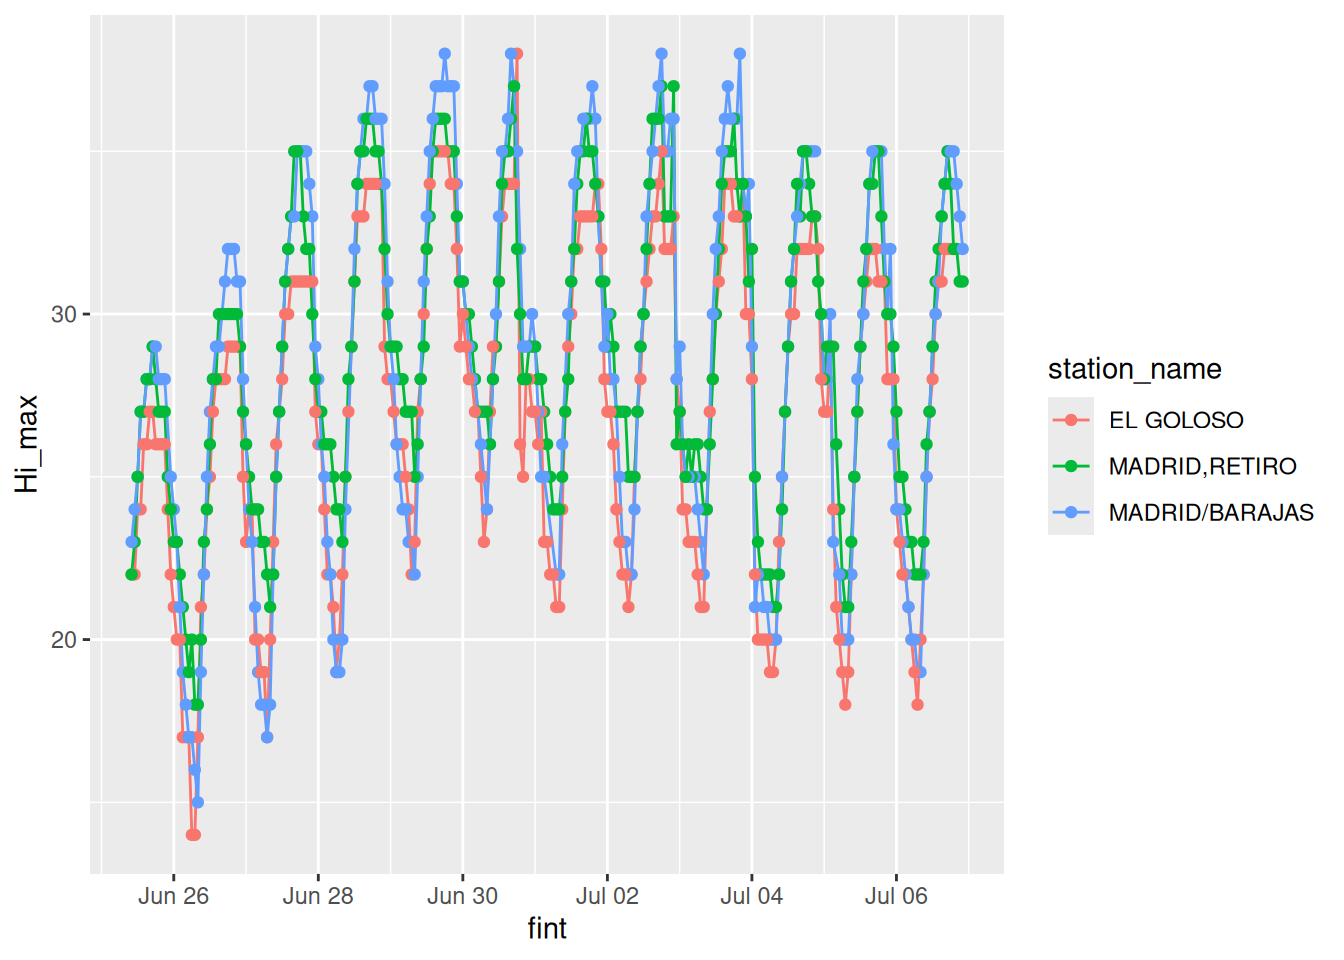 Hi_max
30
20
Jun 26
Jun 28
Jun 30
Jul 02
Jul 04
Jul 06
fint
station_name
EL GOLOSO
MADRID,RETIRO
MADRID/BARAJAS